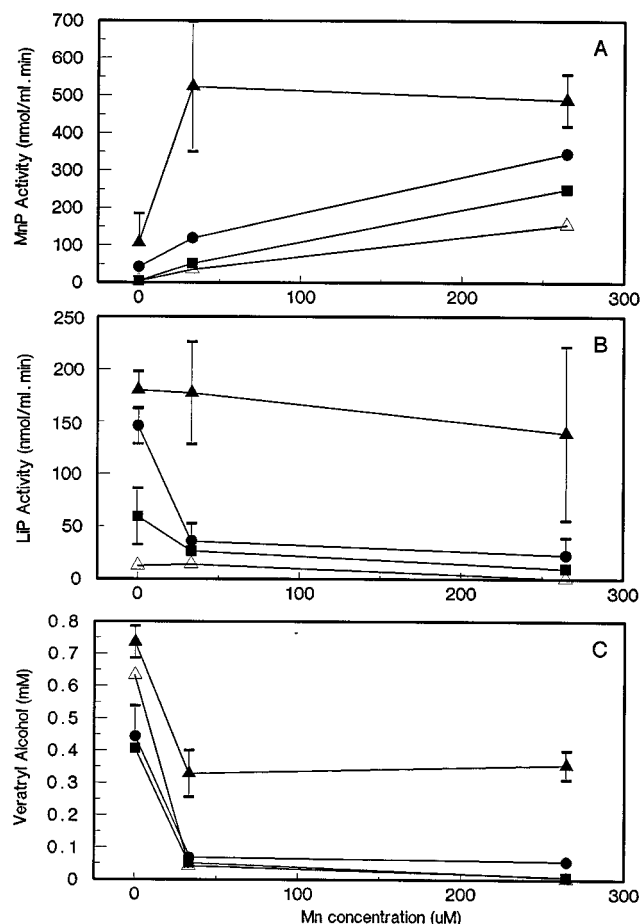 A
MnP Activity (nmol/ml.min)
700
600
500
400
300
200
100
0
0 100 200 300
B
LiP Activity (nmol/ml.min)
250
200
150
100
50
0
0 100 200 300
C
Veratryl Alcohol (mM)
0.8
0.7
0.6
0.5
0.4
0.3
0.2
0.1
0
0 100 200 300
Mn concentration (uM)